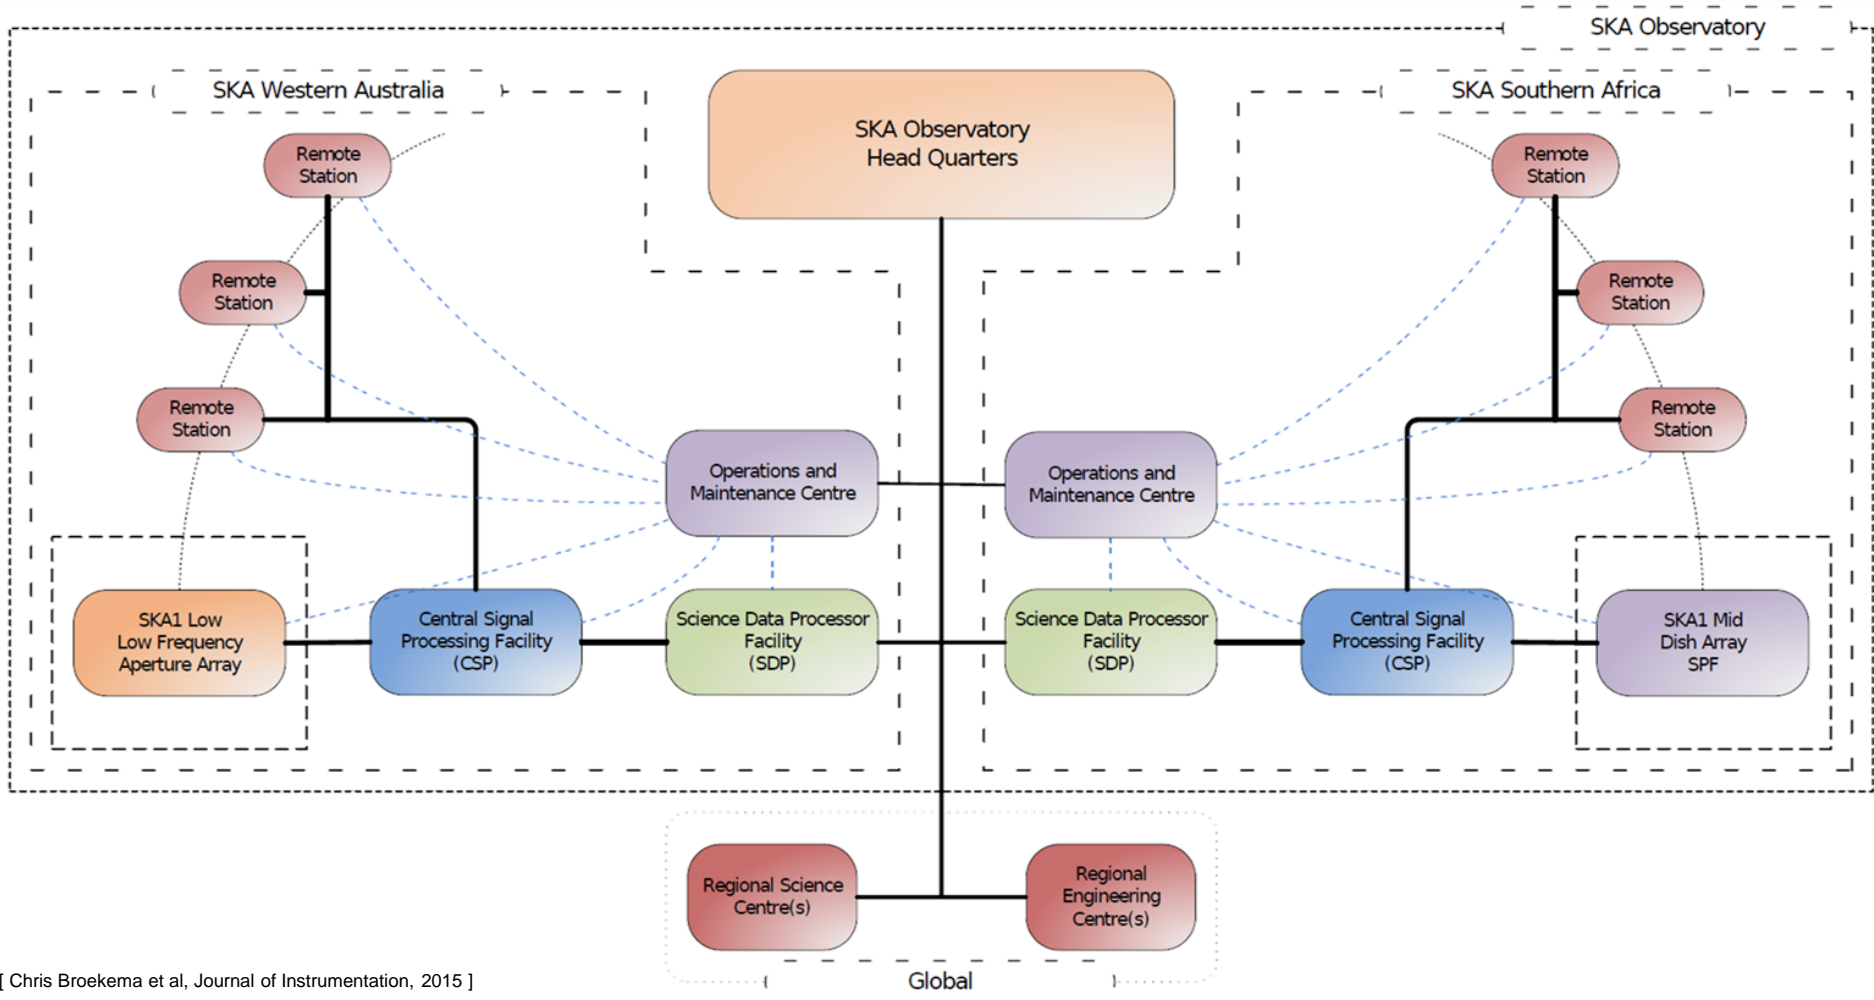 SKA Observatory
SKA Western Australia
SKA Southern Africa
SKA Observatory
Head Quarters
Remote
Station
Remote
Station
Remote
Station
Remote
Station
Remote
Station
Remote
Station
Operations and
Maintenance Centre
Operations and
Maintenance Centre
SKA1 Low
Low Frequency
Aperture Array
Central Signal
Processing Facility
(CSP)
Science Data Processor
Facility
(SDP)
Science Data Processor
Facility
(SDP)
Central Signal
Processing Facility
(CSP)
SKA1 Mid
Dish Array
SPF
Regional Science
Centre(s)
Regional
Engineering
Centre(s)
Global
[ Chris Broekema et al, Journal of Instrumentation, 2015 ]